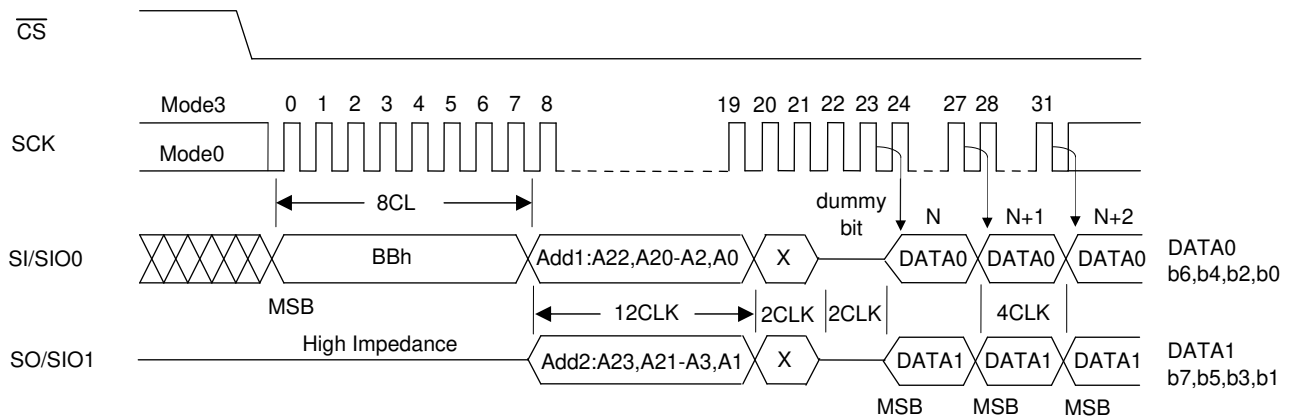 CS
Mode3 0 1 2 3 4 5 6 7 8 19 20 21 22 23 24 27 28 31
SCK
Mode0
8CL
dummy
bit
N N+1 N+2
SI/SIO0 BBh Add1:A22,A20-A2,A0 X DATA0 DATA0 DATA0
DATA0
b6,b4,b2,b0
MSB
12CLK 2CLK 2CLK 4CLK
High Impedance
SO/SIO1 Add2:A23,A21-A3,A1 X DATA1 DATA1 DATA1
DATA1
b7,b5,b3,b1
MSB MSB MSB